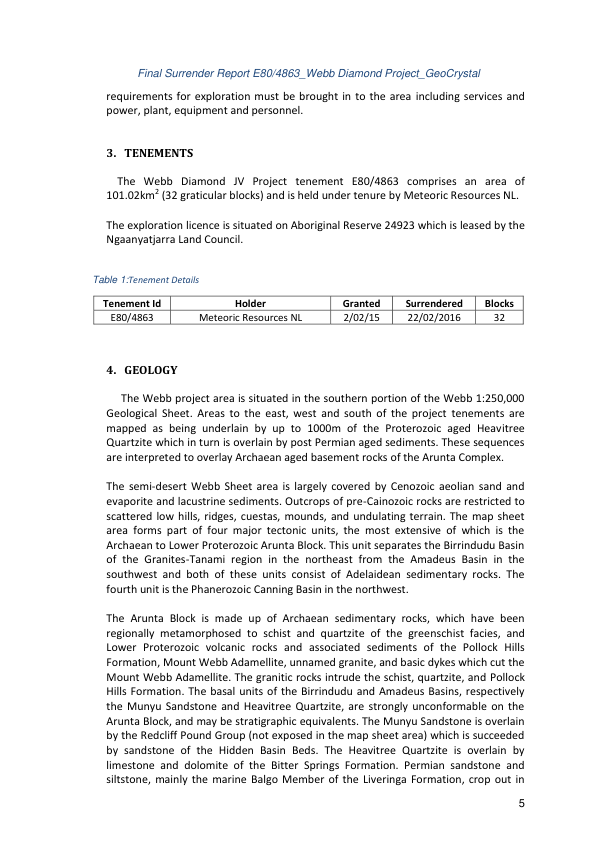 Final Surrender Report E80/4863_Webb Diamond Project_GeoCrystal
requirements for exploration must be brought in to the area including services and
power, plant, equipment and personnel.
3. TENEMENTS
The Webb Diamond JV Project tenement E80/4863 comprises an area of
101.02km² (32 graticular blocks) and is held under tenure by Meteoric Resources NL.
The exploration licence is situated on Aboriginal Reserve 24923 which is leased by the
Ngaanyatjarra Land Council.
Table 1:Tenement Details
Tenement Id Holder Granted Surrendered Blocks
E80/4863 Meteoric Resources NL 2/02/15 22/02/2016 32
4. GEOLOGY
The Webb project area is situated in the southern portion of the Webb 1:250,000
Geological Sheet. Areas to the east, west and south of the project tenements are
mapped as being underlain by up to 1000m of the Proterozoic aged Heavitree
Quartzite which in turn is overlain by post Permian aged sediments. These sequences
are interpreted to overlay Archaean aged basement rocks of the Arunta Complex.
The semi-desert Webb Sheet area is largely covered by Cenozoic aeolian sand and
evaporite and lacustrine sediments. Outcrops of pre-Cainozoic rocks are restricted to
scattered low hills, ridges, cuestas, mounds, and undulating terrain. The map sheet
area forms part of four major tectonic units, the most extensive of which is the
Archaean to Lower Proterozoic Arunta Block. This unit separates the Birrindudu Basin
of the Granites-Tanami region in the northeast from the Amadeus Basin in the
southwest and both of these units consist of Adelaidean sedimentary rocks. The
fourth unit is the Phanerozoic Canning Basin in the northwest.
The Arunta Block is made up of Archaean sedimentary rocks, which have been
regionally metamorphosed to schist and quartzite of the greenschist facies, and
Lower Proterozoic volcanic rocks and associated sediments of the Pollock Hills
Formation, Mount Webb Adamellite, unnamed granite, and basic dykes which cut the
Mount Webb Adamellite. The granitic rocks intrude the schist, quartzite, and Pollock
Hills Formation. The basal units of the Birrindudu and Amadeus Basins, respectively
the Munyu Sandstone and Heavitree Quartzite, are strongly unconformable on the
Arunta Block, and may be stratigraphic equivalents. The Munyu Sandstone is overlain
by the Redcliff Pound Group (not exposed in the map sheet area) which is succeeded
by sandstone of the Hidden Basin Beds. The Heavitree Quartzite is overlain by
limestone and dolomite of the Bitter Springs Formation. Permian sandstone and
siltstone, mainly the marine Balgo Member of the Liveringa Formation, crop out in
5